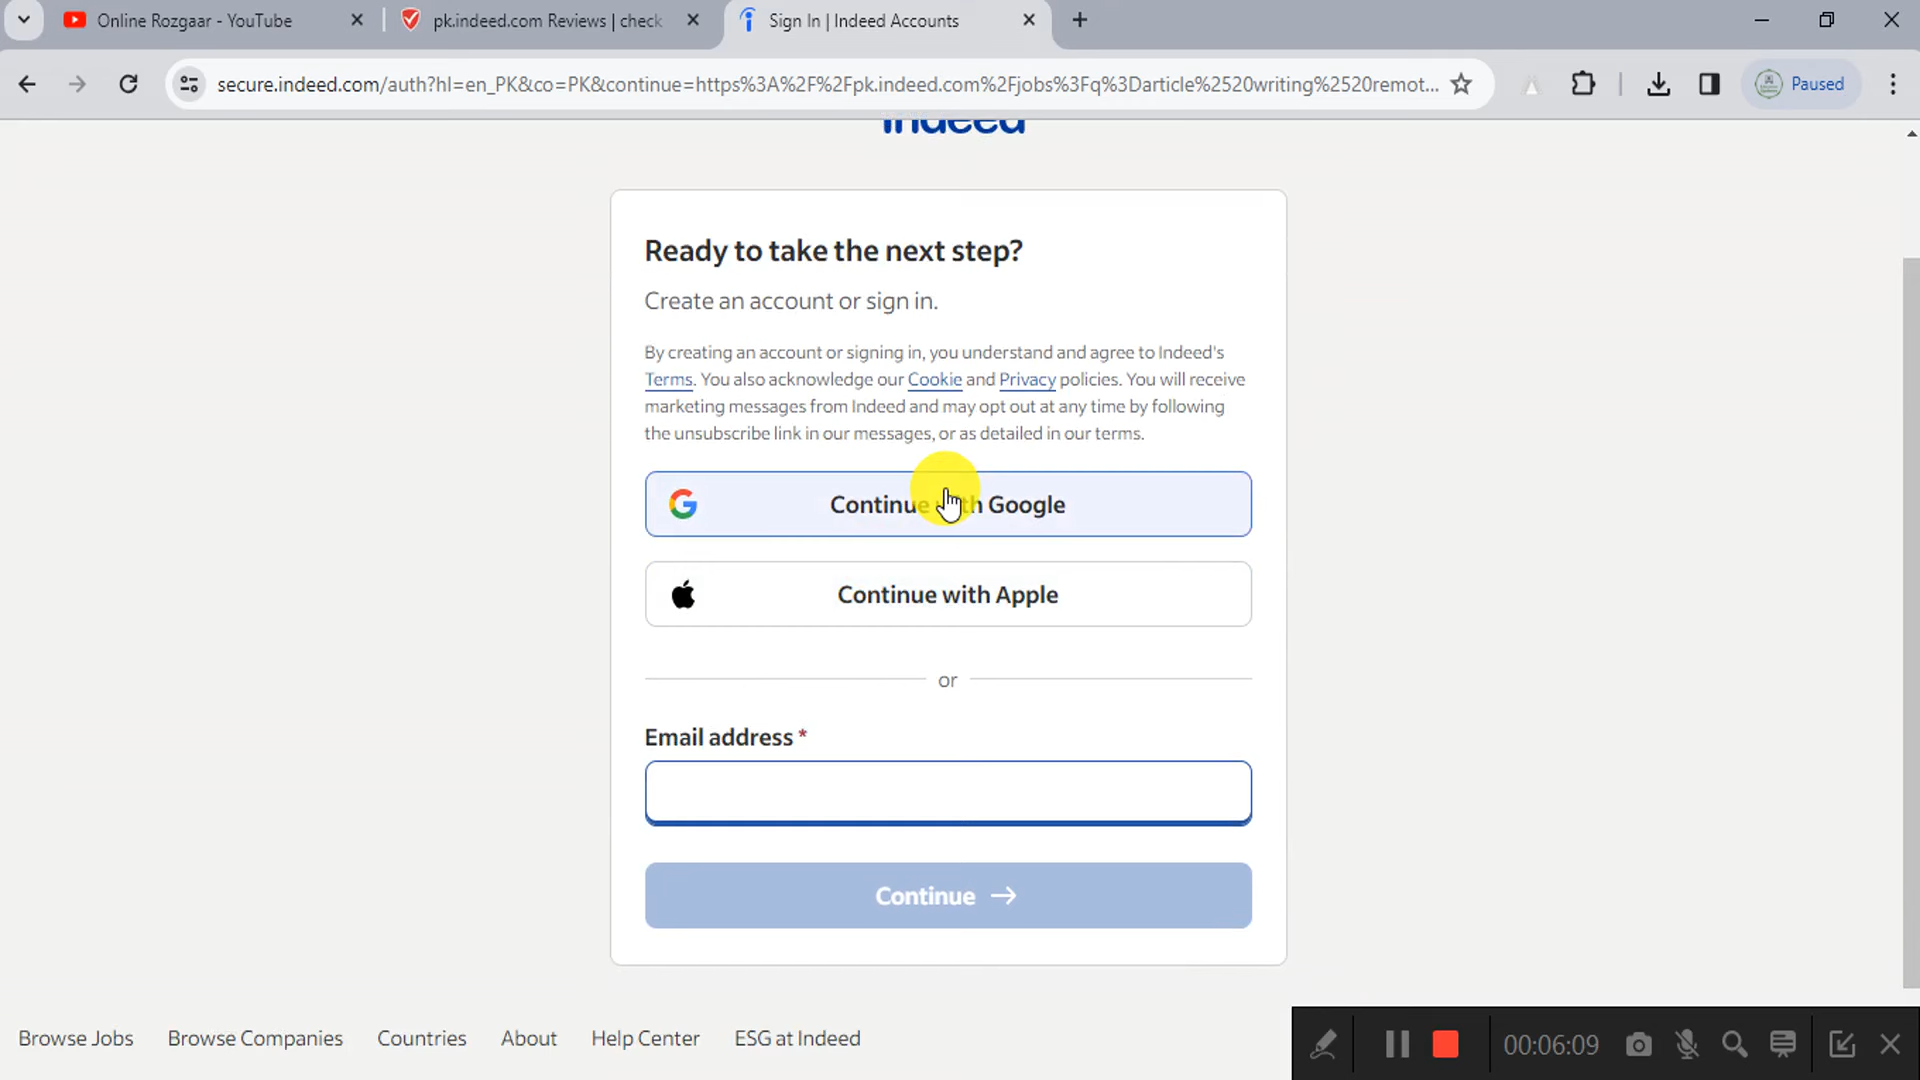 Online Rozgaar - YouTube
pk.indeed.com Reviews | check
Sign In | Indeed Accounts
secure.indeed.com/auth?hl=en_PK&co=PK&continue=https%3A%2F%2Fpk.indeed.com%2Fjobs%3Fq%3Darticle%2520writing%2520remot...
Paused
indeed
Ready to take the next step?
Create an account or sign in.
By creating an account or signing in, you understand and agree to Indeed's
Terms. You also acknowledge our Cookie and Privacy policies. You will receive
marketing messages from Indeed and may opt out at any time by following
the unsubscribe link in our messages, or as detailed in our terms.
Continue with Google
Continue with Apple
or
Email address *
Continue
Browse Jobs
Browse Companies
Countries
About
Help Center
ESG at Indeed
00:06:09